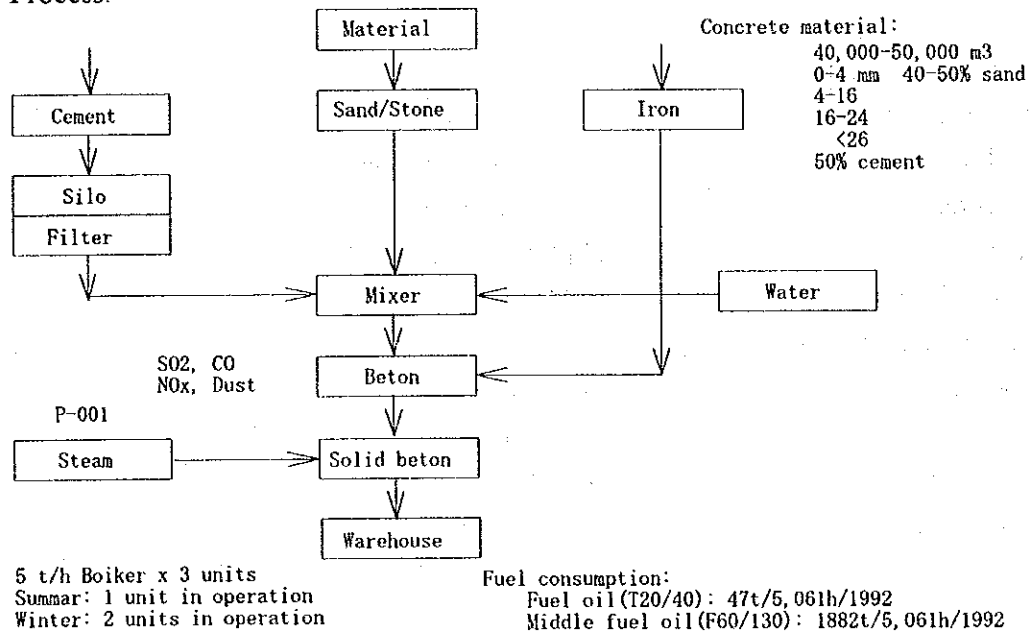 Process:
Material
Concrete material:
40,000-50,000 m3
0-4 mm 40-50% sand
4-16
16-24
<26
50% cement
Cement
Sand/Stone
Iron
Silo
Filter
Mixer
Water
SO2, CO
NOx, Dust
Beton
P-001
Steam
Solid beton
Warehouse
5 t/h Boiker x 3 units
Summar: 1 unit in operation
Winter: 2 units in operation
Fuel consumption:
Fuel oil(T20/40): 47t/5,061h/1992
Middle fuel oil(F60/130): 1882t/5,061h/1992